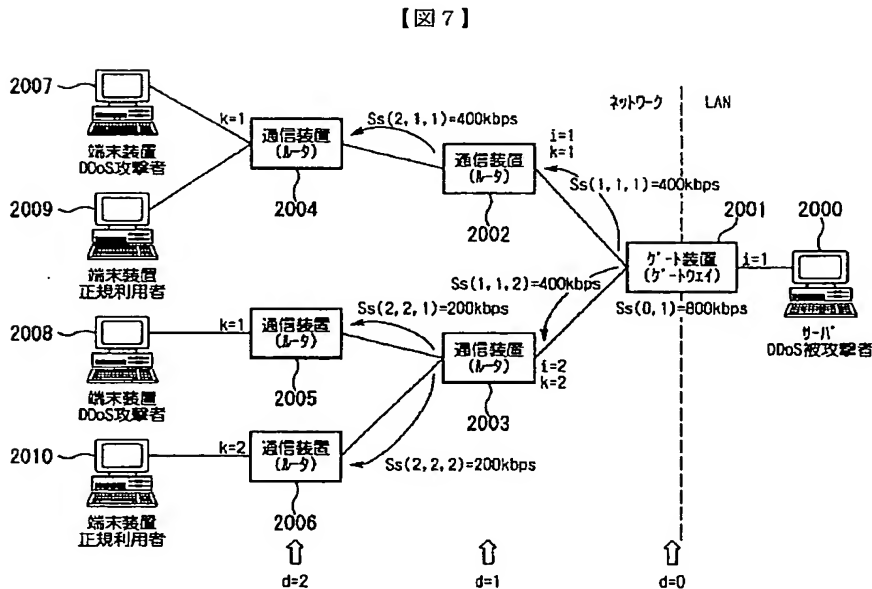 【図7】
2007
端末装置
DDoS攻撃者
2009
端末装置
正規利用者
2008
端末装置
DDoS攻撃者
2010
端末装置
正規利用者
k=1
通信装置
(ルータ)
2004
k=1
通信装置
(ルータ)
2005
k=2
通信装置
(ルータ)
2006
Ss(2,1,1)=400kbps
通信装置
(ルータ)
2002
i=1
k=1
Ss(1,1,1)=400kbps
Ss(1,1,2)=400kbps
Ss(2,2,1)=200kbps
通信装置
(ルータ)
2003
i=2
k=2
Ss(2,2,2)=200kbps
ネットワーク
LAN
2001
ゲート装置
(ゲートウェイ)
Ss(0,1)=800kbps
i=1
2000
サーバ
DDoS被攻撃者
d=2
d=1
d=0